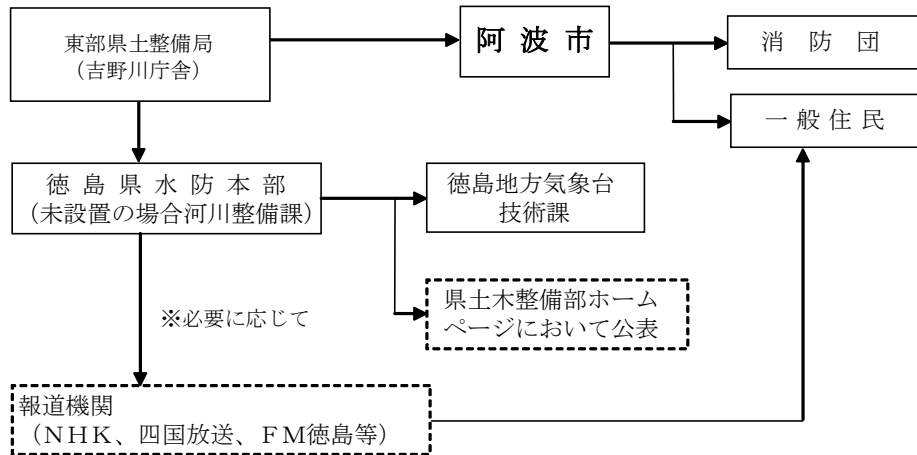 東部県土整備局
（吉野川庁舎）
阿 波 市
消 防 団
一 般 住 民
徳 島 県 水 防 本 部
（未設置の場合河川整備課）
徳島地方気象台
技術課
県土木整備部ホーム
ページにおいて公表
※必要に応じて
報道機関
（ＮＨＫ、四国放送、ＦＭ徳島等）